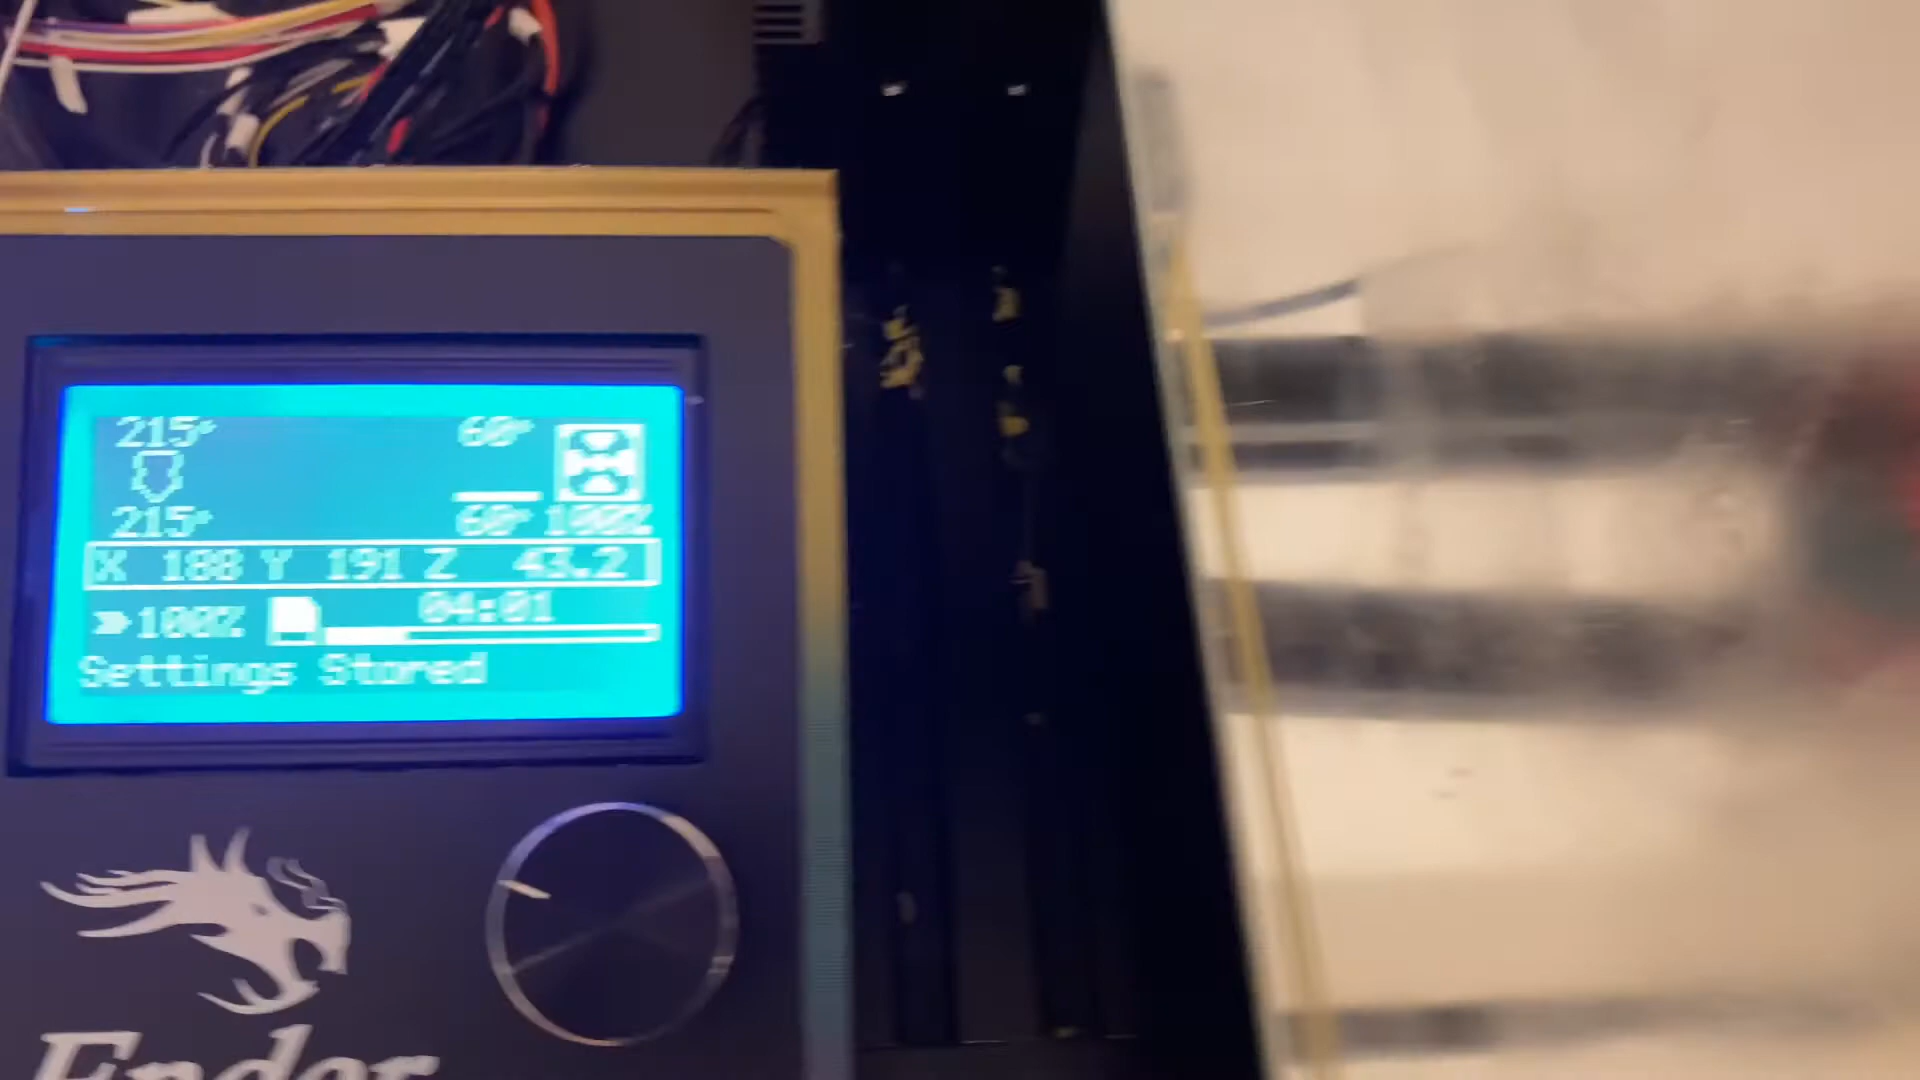 215° 60°
215° 60° 100%
X 188 Y 191 Z 43.2
04:01
100%
Settings Stored
Ender